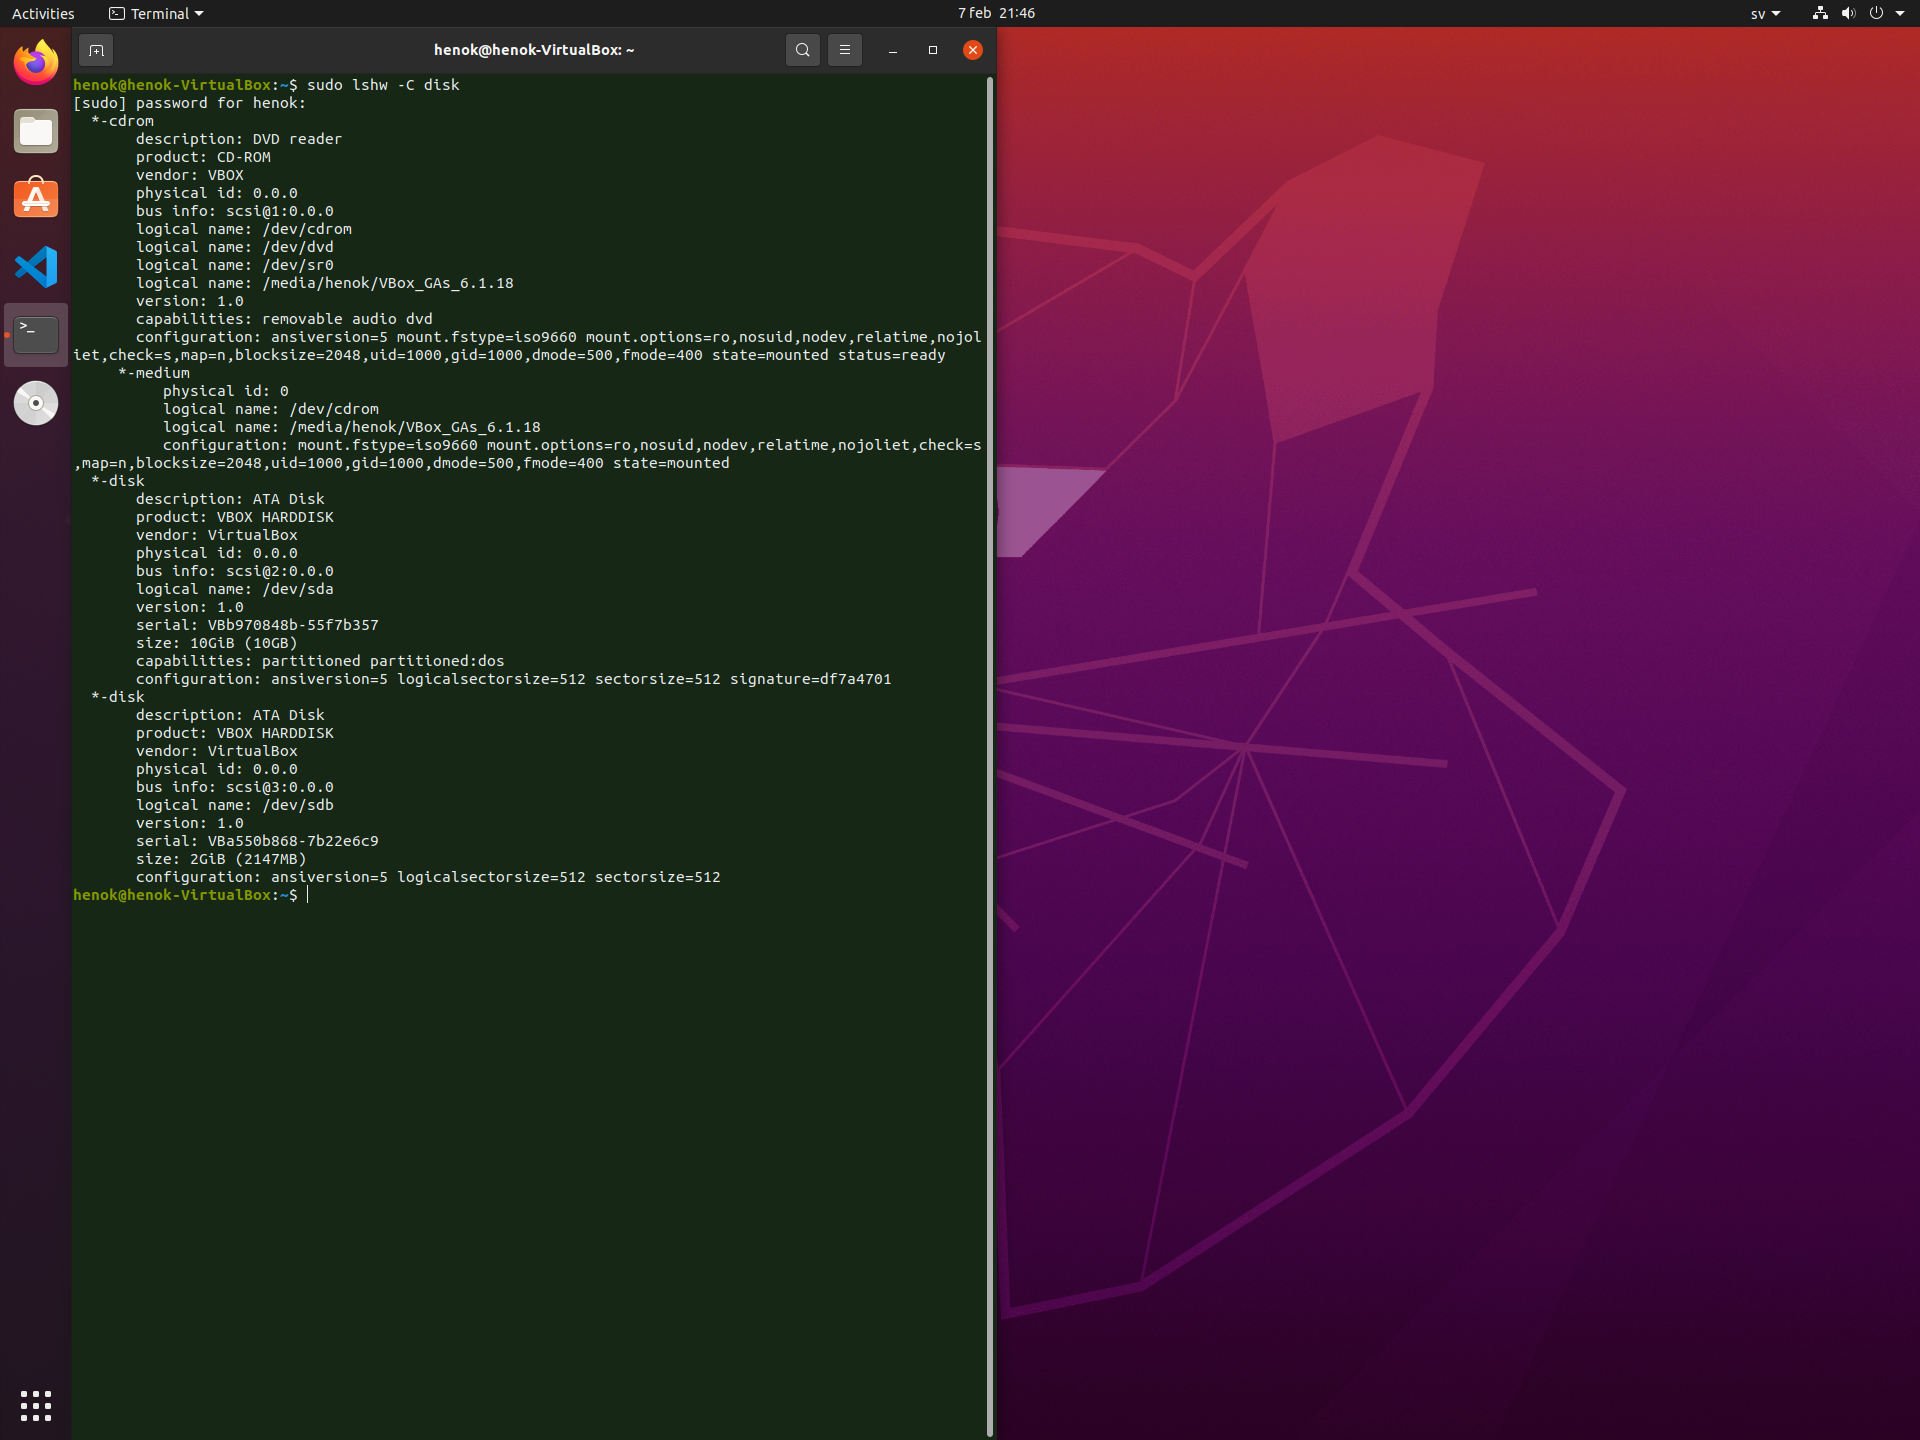 Activities Terminal 7 feb 21:46 sv
henok@henok-VirtualBox: ~
henok@henok-VirtualBox:~$ sudo lshw -C disk
[sudo] password for henok:
  *-cdrom
       description: DVD reader
       product: CD-ROM
       vendor: VBOX
       physical id: 0.0.0
       bus info: scsi@1:0.0.0
       logical name: /dev/cdrom
       logical name: /dev/dvd
       logical name: /dev/sr0
       logical name: /media/henok/VBox_GAs_6.1.18
       version: 1.0
       capabilities: removable audio dvd
       configuration: ansiversion=5 mount.fstype=iso9660 mount.options=ro,nosuid,nodev,relatime,nojol
iet,check=s,map=n,blocksize=2048,uid=1000,gid=1000,dmode=500,fmode=400 state=mounted status=ready
     *-medium
          physical id: 0
          logical name: /dev/cdrom
          logical name: /media/henok/VBox_GAs_6.1.18
          configuration: mount.fstype=iso9660 mount.options=ro,nosuid,nodev,relatime,nojoliet,check=s
,map=n,blocksize=2048,uid=1000,gid=1000,dmode=500,fmode=400 state=mounted
  *-disk
       description: ATA Disk
       product: VBOX HARDDISK
       vendor: VirtualBox
       physical id: 0.0.0
       bus info: scsi@2:0.0.0
       logical name: /dev/sda
       version: 1.0
       serial: VBb970848b-55f7b357
       size: 10GiB (10GB)
       capabilities: partitioned partitioned:dos
       configuration: ansiversion=5 logicalsectorsize=512 sectorsize=512 signature=df7a4701
  *-disk
       description: ATA Disk
       product: VBOX HARDDISK
       vendor: VirtualBox
       physical id: 0.0.0
       bus info: scsi@3:0.0.0
       logical name: /dev/sdb
       version: 1.0
       serial: VBa550b868-7b22e6c9
       size: 2GiB (2147MB)
       configuration: ansiversion=5 logicalsectorsize=512 sectorsize=512
henok@henok-VirtualBox:~$